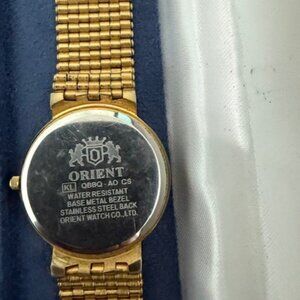 ORIENT
KL QBBQ-A0 CS
WATER RESISTANT
BASE METAL BEZEL
STAINLESS STEEL BACK
ORIENT WATCH CO.,LTD.